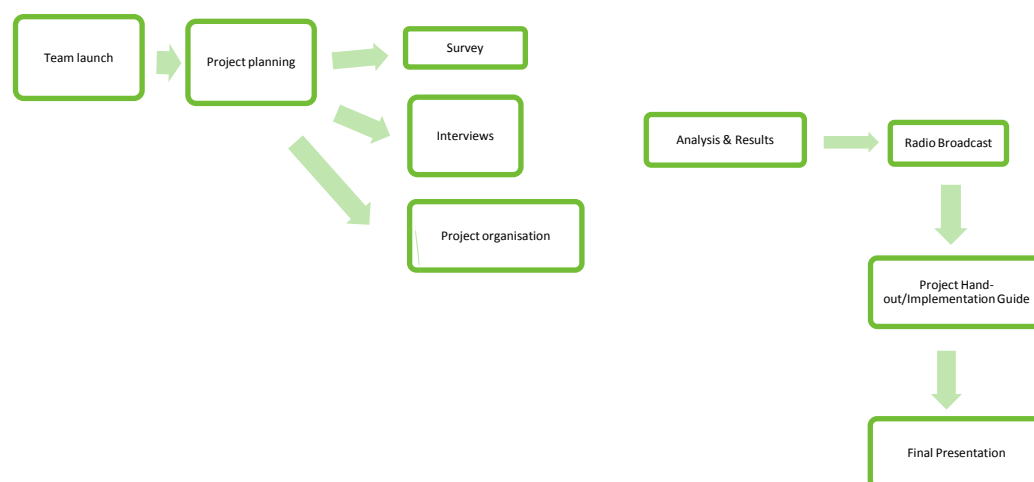 Team launch
Project planning
Survey
Interviews
Project organisation
Analysis & Results
Radio Broadcast
Project Hand-
out/Implementation Guide
Final Presentation